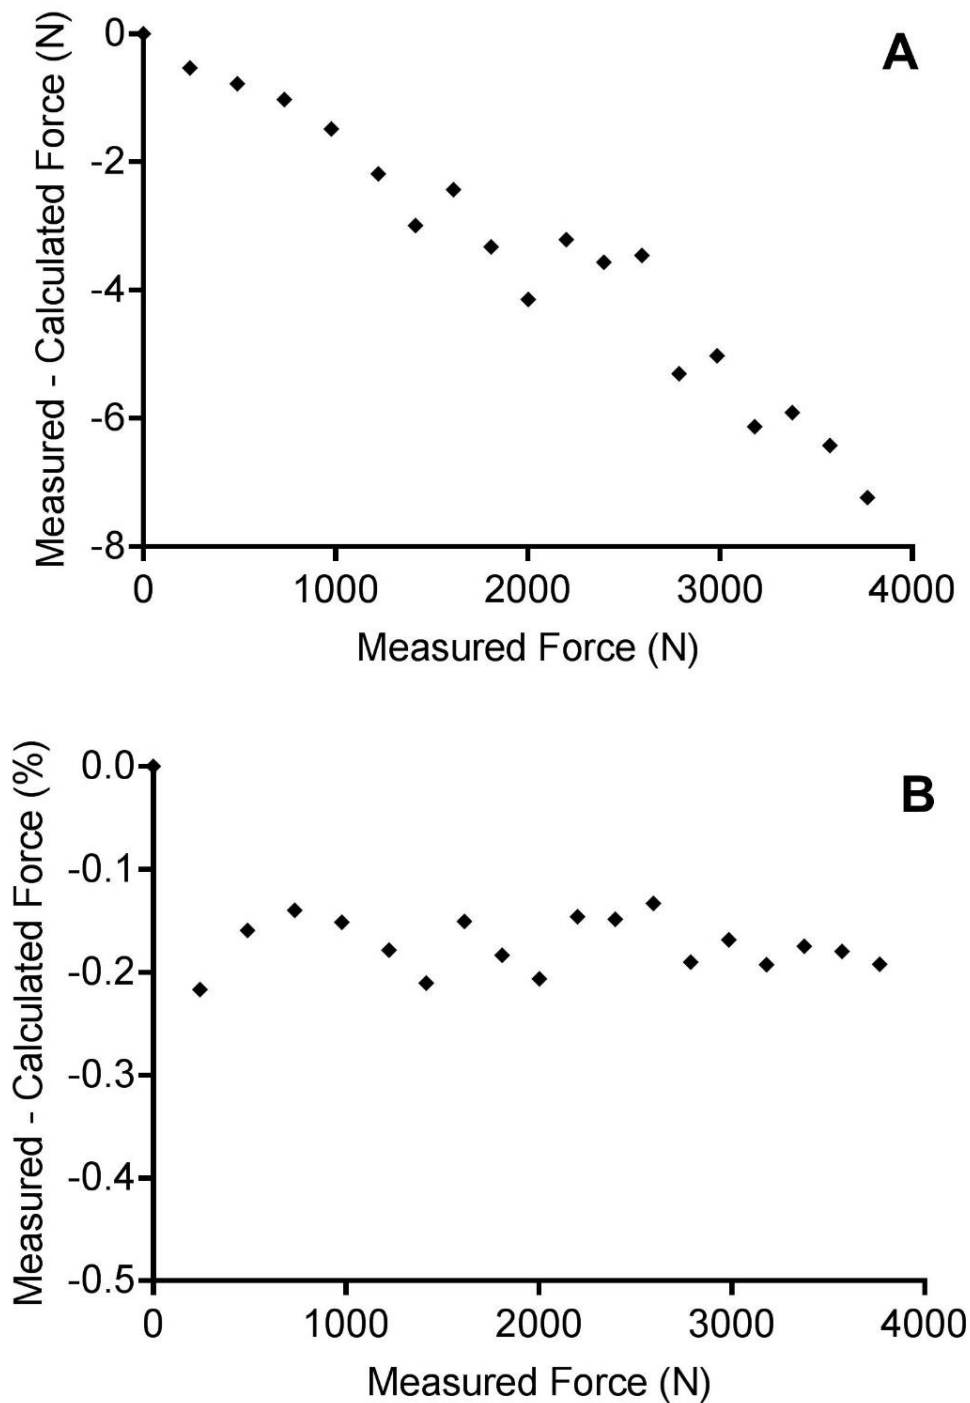 A
Measured - Calculated Force (N)
0
-2
-4
-6
-8
0 1000 2000 3000 4000
Measured Force (N)
B
Measured - Calculated Force (%)
0.0
-0.1
-0.2
-0.3
-0.4
-0.5
0 1000 2000 3000 4000
Measured Force (N)